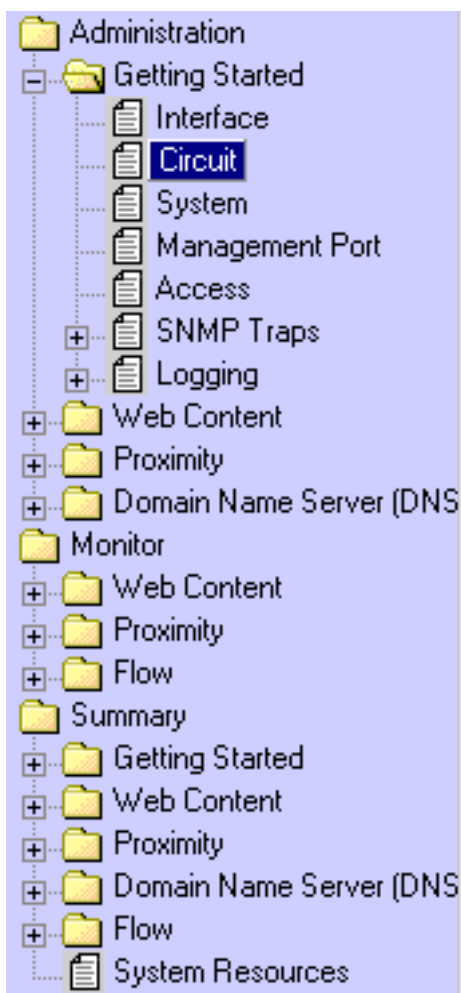 Administration
Getting Started
Interface
Circuit
System
Management Port
Access
SNMP Traps
Logging
Web Content
Proximity
Domain Name Server (DNS
Monitor
Web Content
Proximity
Flow
Summary
Getting Started
Web Content
Proximity
Domain Name Server (DNS
Flow
System Resources